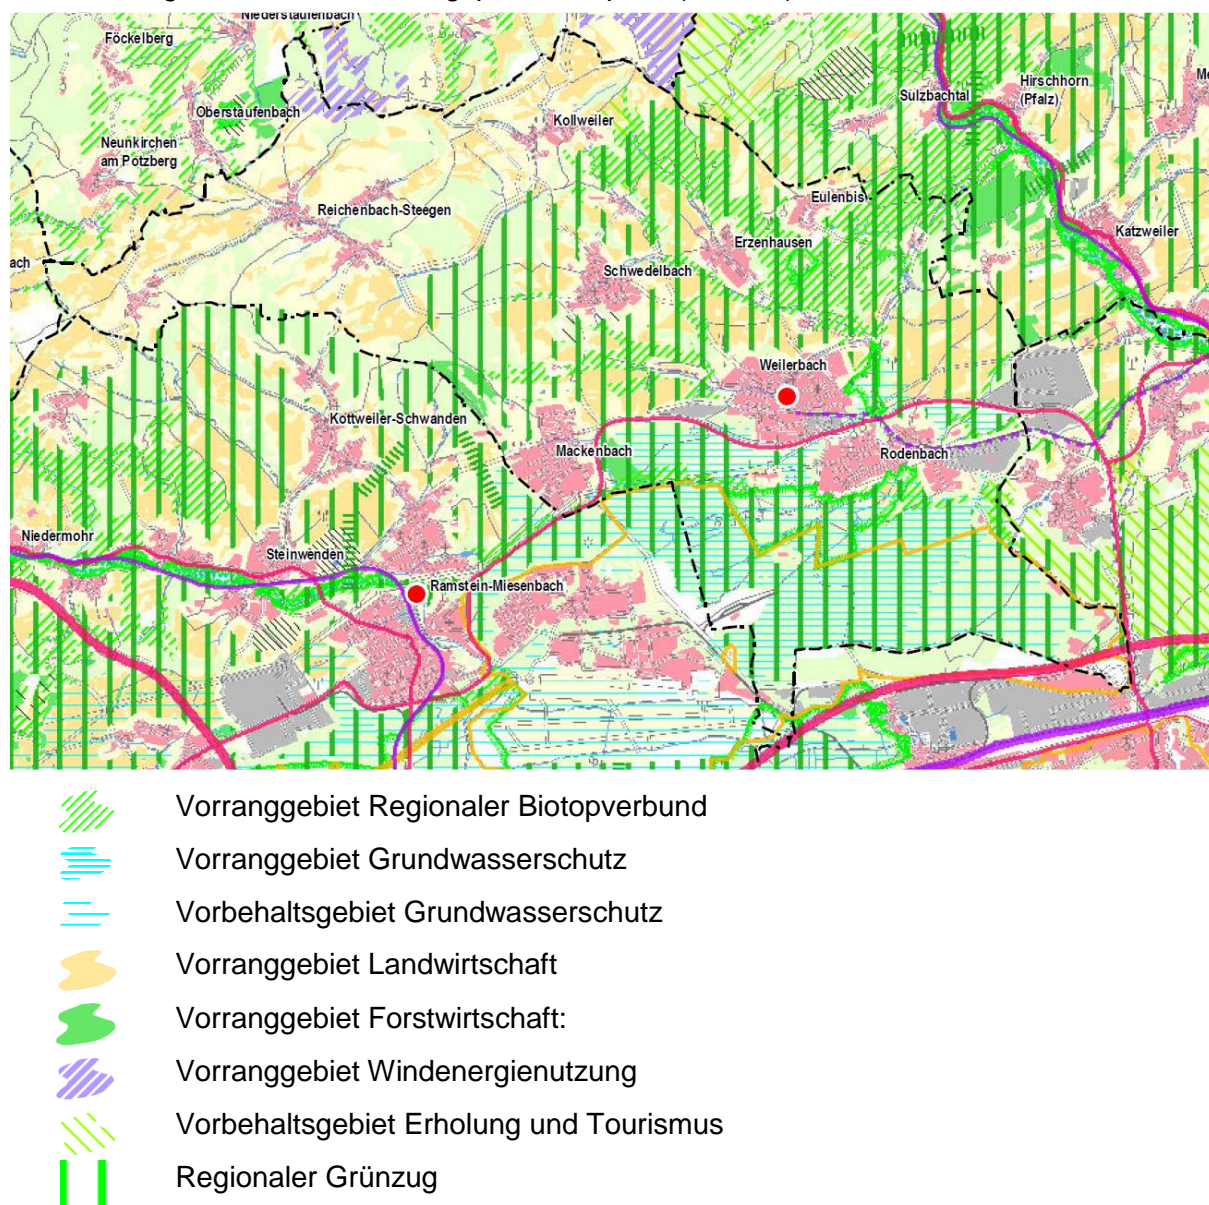 Niederstaufenbach
Föckelberg
Hirschhorn
(Pfalz)
Sulzbachtal
Oberstaufenbach
Kollweiler
Neunkirchen
am Potzberg
Eulenbis
Reichenbach-Steegen
Katzweiler
Erzenhausen
ach
Schwedelbach
Weilerbach
Kottweiler-Schwanden
Mackenbach
Rodenbach
Niedermohr
Steinwenden
Ramstein-Miesenbach
Vorranggebiet Regionaler Biotopverbund
Vorranggebiet Grundwasserschutz
Vorbehaltsgebiet Grundwasserschutz
Vorranggebiet Landwirtschaft
Vorranggebiet Forstwirtschaft:
Vorranggebiet Windenergienutzung
Vorbehaltsgebiet Erholung und Tourismus
Regionaler Grünzug